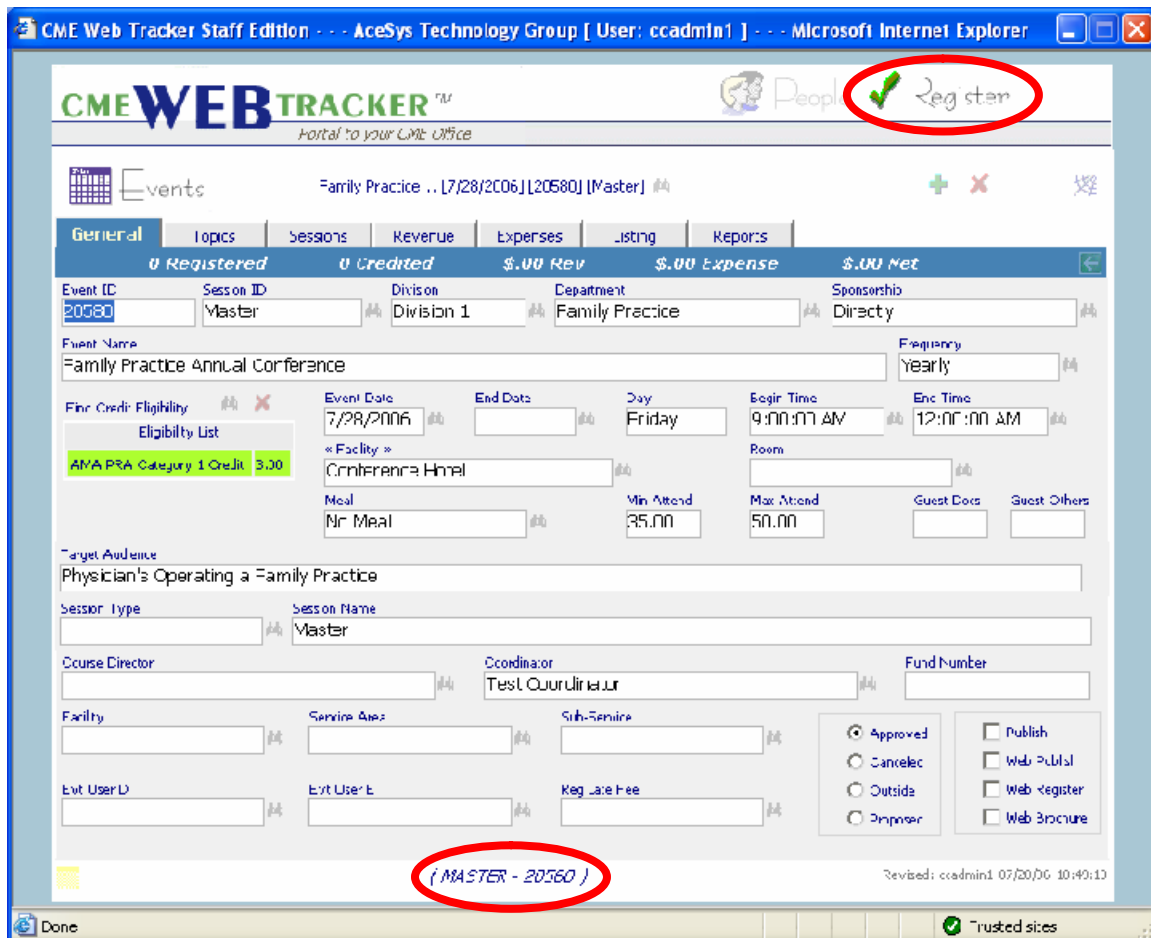 CME Web Tracker Staff Edition - - - AceSys Technology Group [ User: ccadmin1 ] - - - Microsoft Internet Explorer
CME WEB TRACKER TM
Portal to your CME Office
People Register
Events Family Practice .. [7/28/2006] [20580] [Master]
General Topics Sessions Revenue Expenses Listing Reports
0 Registered 0 Credited $.00 Rev $.00 Expense $.00 Net
Event ID Session ID Division Department Sponsorship
20580 Master Division 1 Family Practice Directly
Event Name Frequency
Family Practice Annual Conference Yearly
Find Credit Eligibility Event Date End Date Day Begin Time End Time
7/28/2006 Friday 9:00:00 AM 12:00:00 AM
Eligibility List
AMA PRA Category 1 Credit 3.00
« Facility » Room
Conference Hotel
Meal Min Attend Max Attend Guest Docs Guest Others
No Meal 35.00 50.00
Target Audience
Physician's Operating a Family Practice
Session Type Session Name
Master
Course Director Coordinator Fund Number
Test Coordinator
Facility Service Area Sub-Service
Approved Publish
Canceled Web Publish
Evt User D Evt User E Reg Late Fee Outside Web Register
Proposed Web Brochure
( MASTER - 20580 )
Revised: ccadmin1 07/20/06 10:49:10
Done Trusted sites